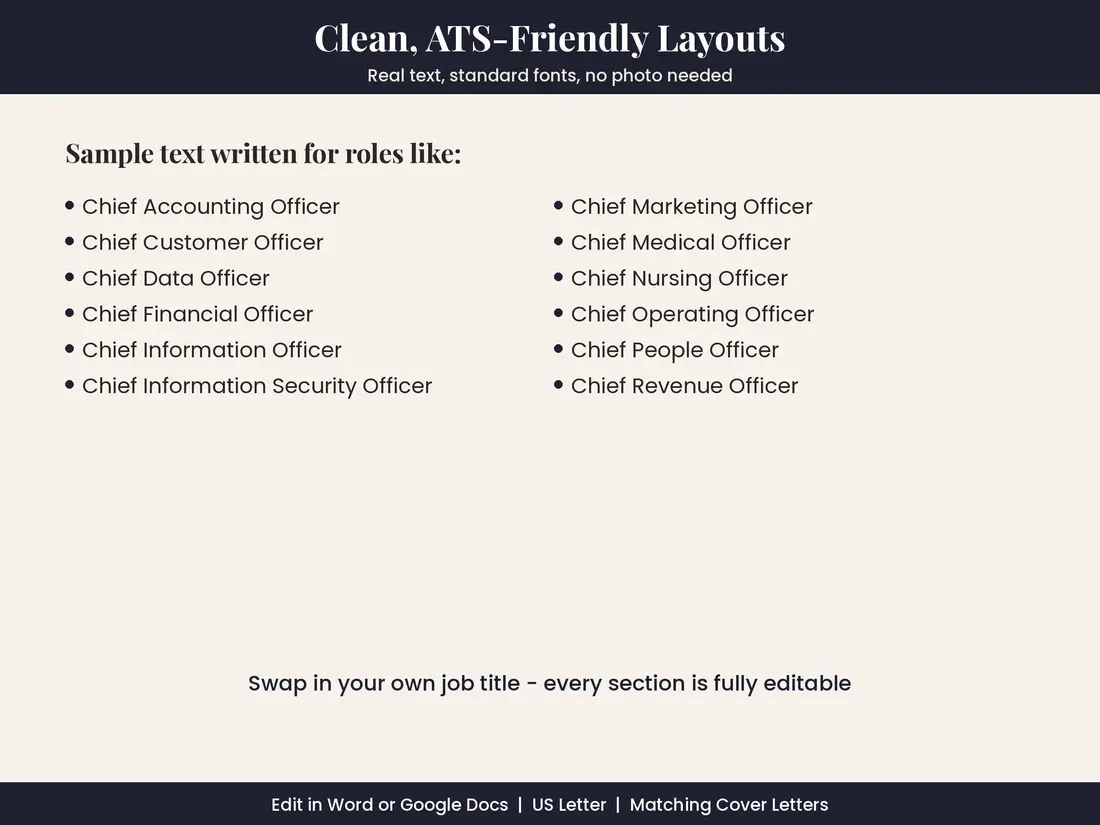 Clean, ATS-Friendly Layouts
Real text, standard fonts, no photo needed
Sample text written for roles like:
• Chief Accounting Officer
• Chief Customer Officer
• Chief Data Officer
• Chief Financial Officer
• Chief Information Officer
• Chief Information Security Officer
• Chief Marketing Officer
• Chief Medical Officer
• Chief Nursing Officer
• Chief Operating Officer
• Chief People Officer
• Chief Revenue Officer
Swap in your own job title - every section is fully editable
Edit in Word or Google Docs | US Letter | Matching Cover Letters